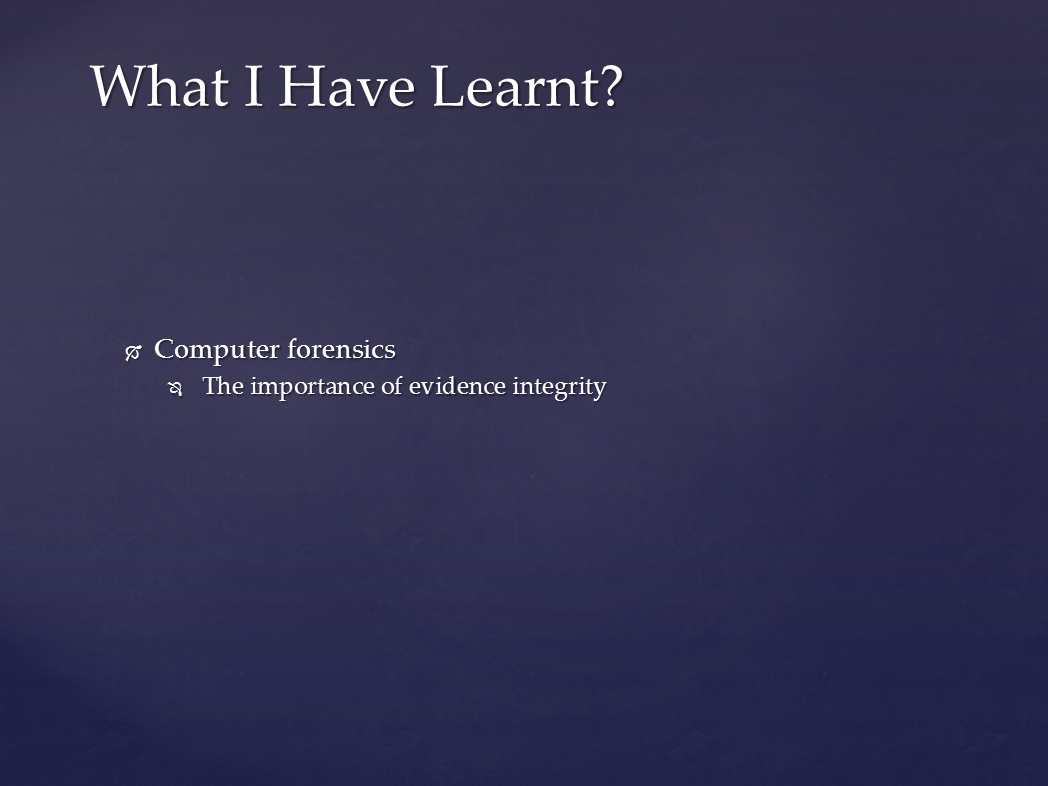 What I Have Learnt?
Computer forensics
The importance of evidence integrity